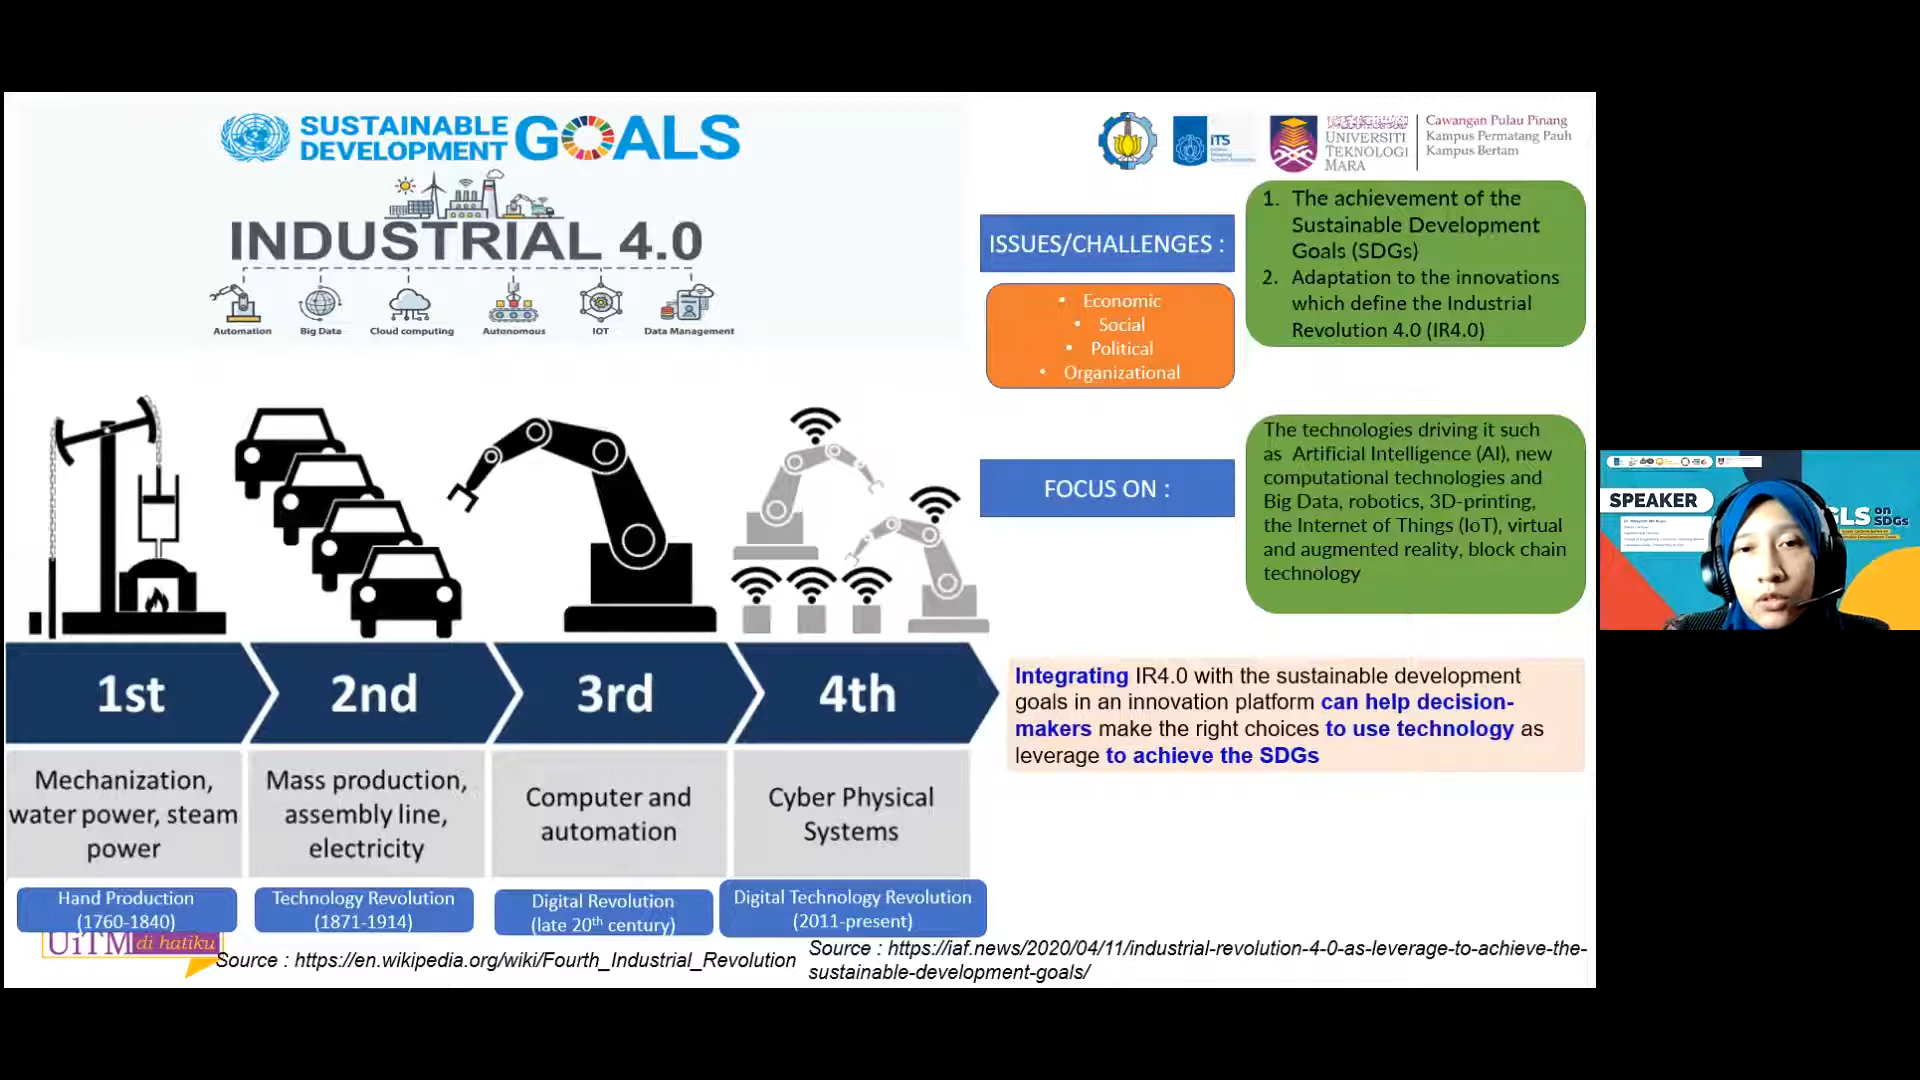 SUSTAINABLE
DEVELOPMENT
GOALS
INDUSTRIAL 4.0
Automation
Big Data
Cloud computing
Autonomous
IOT
Data Management
ITS
UNIVERSITI
TEKNOLOGI
MARA
Cawangan Pulau Pinang
Kampus Permatang Pauh
Kampus Bertam
ISSUES/CHALLENGES :
• Economic
• Social
• Political
• Organizational
1. The achievement of the
Sustainable Development
Goals (SDGs)
2. Adaptation to the innovations
which define the Industrial
Revolution 4.0 (IR4.0)
FOCUS ON :
The technologies driving it such
as Artificial Intelligence (AI), new
computational technologies and
Big Data, robotics, 3D-printing,
the Internet of Things (IoT), virtual
and augmented reality, block chain
technology
Integrating IR4.0 with the sustainable development
goals in an innovation platform can help decision-
makers make the right choices to use technology as
leverage to achieve the SDGs
1st
2nd
3rd
4th
Mechanization,
water power, steam
power
Mass production,
assembly line,
electricity
Computer and
automation
Cyber Physical
Systems
Hand Production
(1760-1840)
Technology Revolution
(1871-1914)
Digital Revolution
(late 20th century)
Digital Technology Revolution
(2011-present)
UiTM di hatiku
Source : https://en.wikipedia.org/wiki/Fourth_Industrial_Revolution
Source : https://iaf.news/2020/04/11/industrial-revolution-4-0-as-leverage-to-achieve-the-
sustainable-development-goals/
SPEAKER
GLS on
SDGs